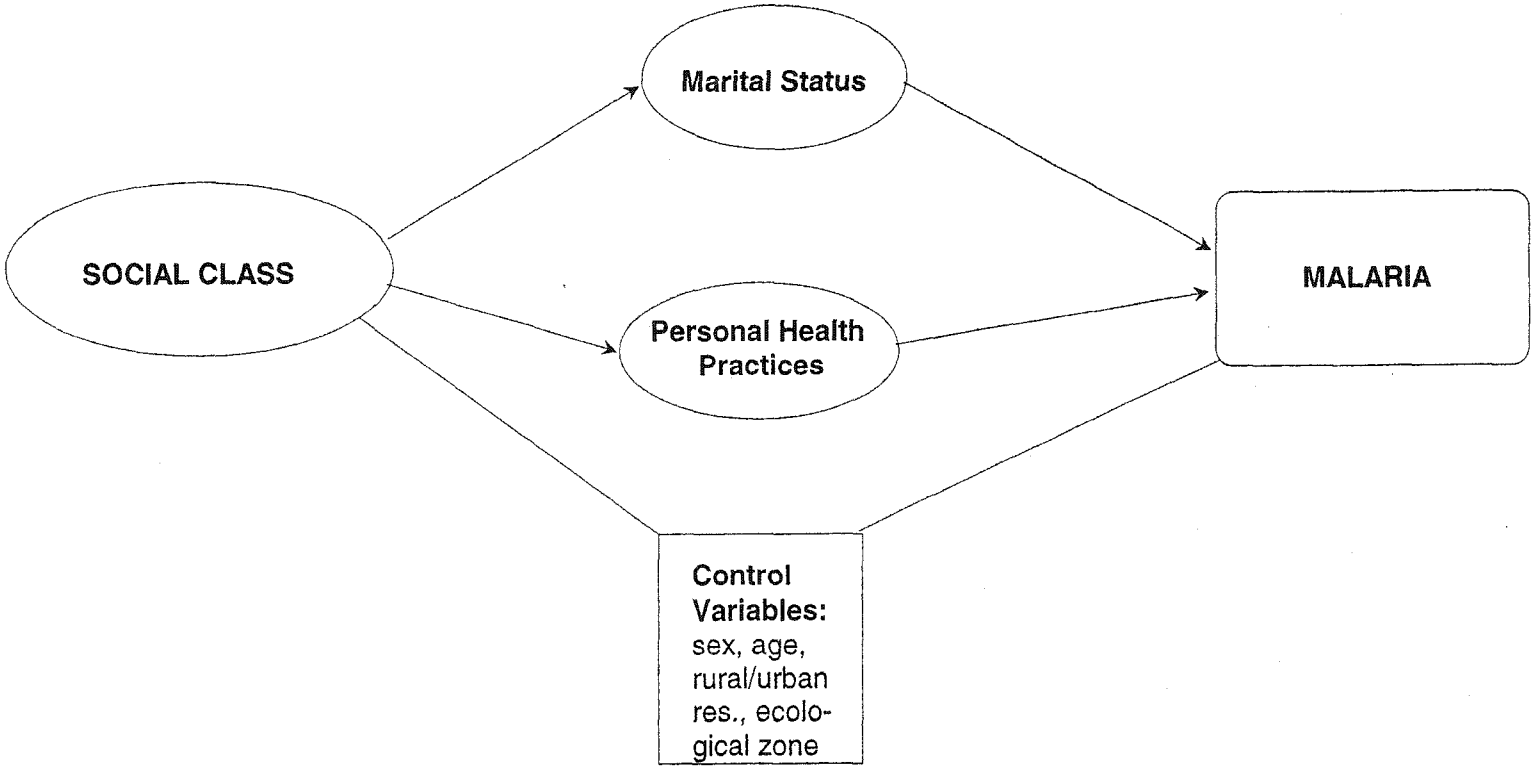 Marital Status
SOCIAL CLASS
MALARIA
Personal Health
Practices
Control
Variables:
sex, age,
rural/urban
res., ecolo-
gical zone